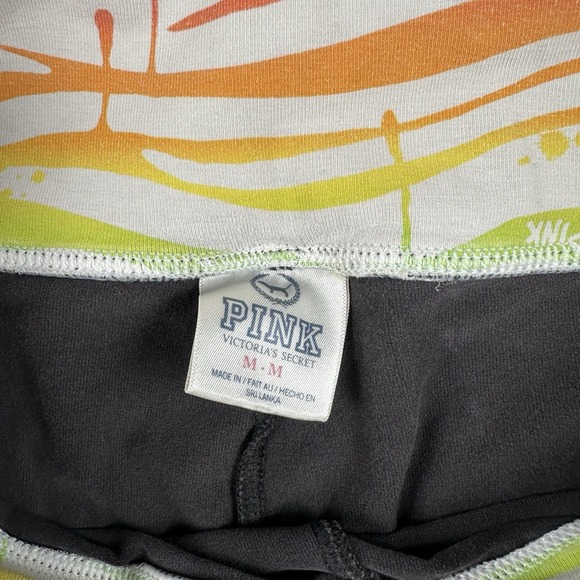 PINK
PINK
VICTORIA'S SECRET
M · M
MADE IN / FAIT AU / HECHO EN
SRI LANKA